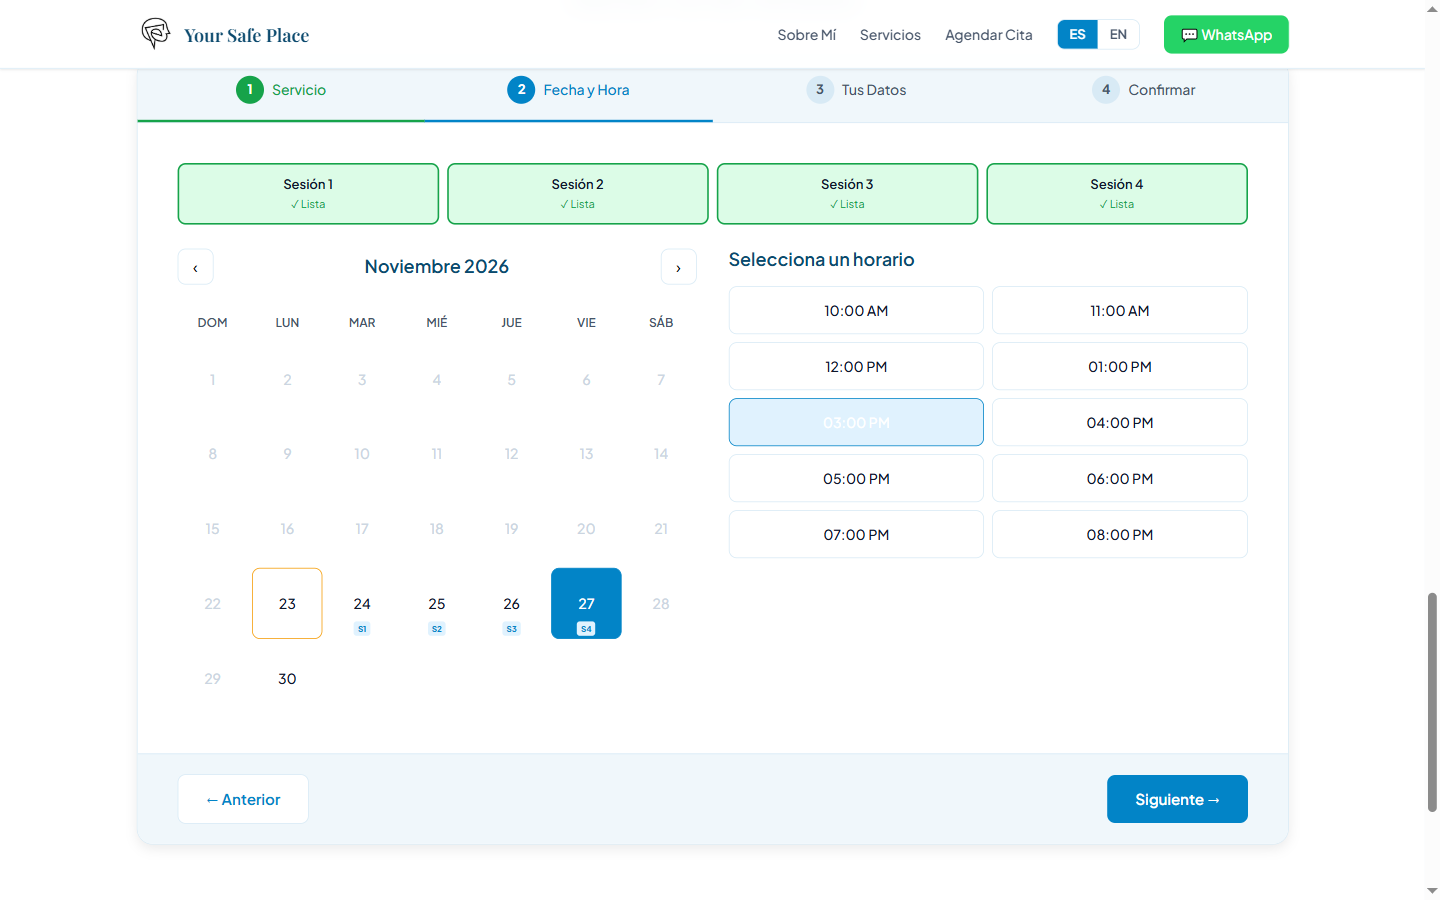 Your Safe Place
Sobre Mí
Servicios
Agendar Cita
ES
EN
💬 WhatsApp
1 Servicio
2 Fecha y Hora
3 Tus Datos
4 Confirmar
Sesión 1
✓ Lista
Sesión 2
✓ Lista
Sesión 3
✓ Lista
Sesión 4
✓ Lista
‹ Noviembre 2026 ›
DOM LUN MAR MIÉ JUE VIE SÁB
1 2 3 4 5 6 7
8 9 10 11 12 13 14
15 16 17 18 19 20 21
22 23 24 25 26 27 28
S1 S2 S3 S4
29 30
Selecciona un horario
10:00 AM 11:00 AM
12:00 PM 01:00 PM
03:00 PM 04:00 PM
05:00 PM 06:00 PM
07:00 PM 08:00 PM
← Anterior
Siguiente →